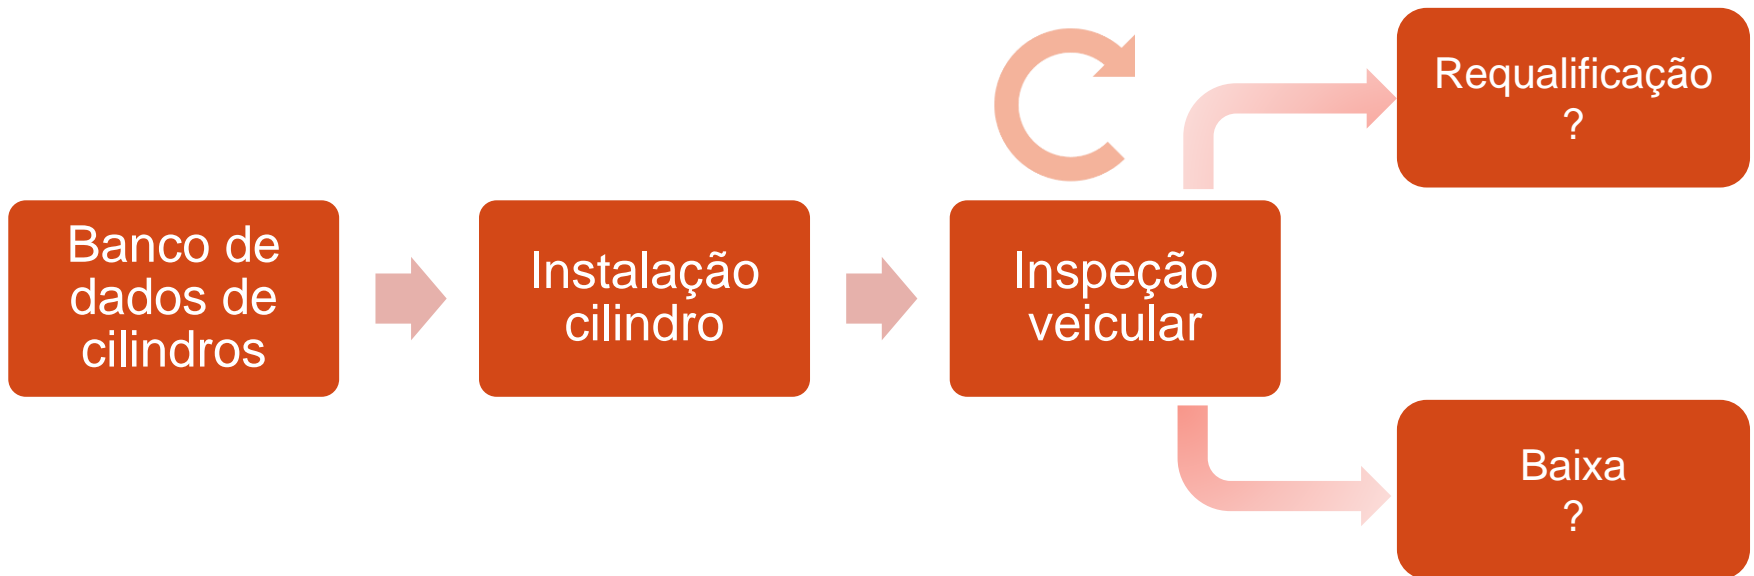 Banco de
dados de
cilindros
Instalação
cilindro
Inspeção
veicular
Requalificação
?
Baixa
?